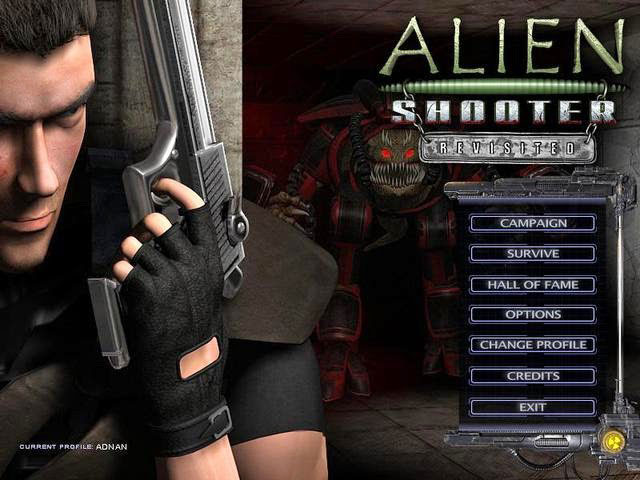 ALIEN
SHOOTER
REVISITED
CAMPAIGN
SURVIVE
HALL OF FAME
OPTIONS
CHANGE PROFILE
CREDITS
EXIT
CURRENT PROFILE: ADNAN